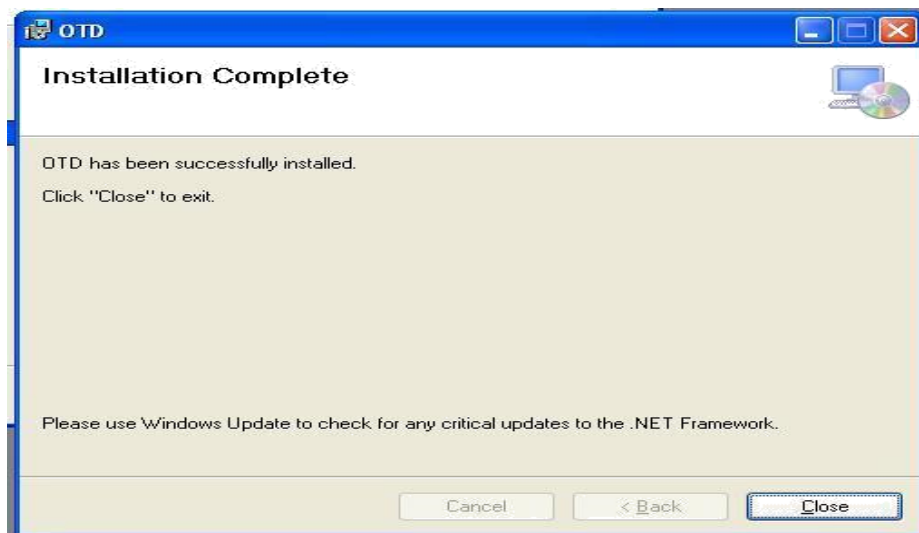 OTD
Installation Complete
OTD has been successfully installed.
Click "Close" to exit.
Please use Windows Update to check for any critical updates to the .NET Framework.
Cancel
< Back
Close